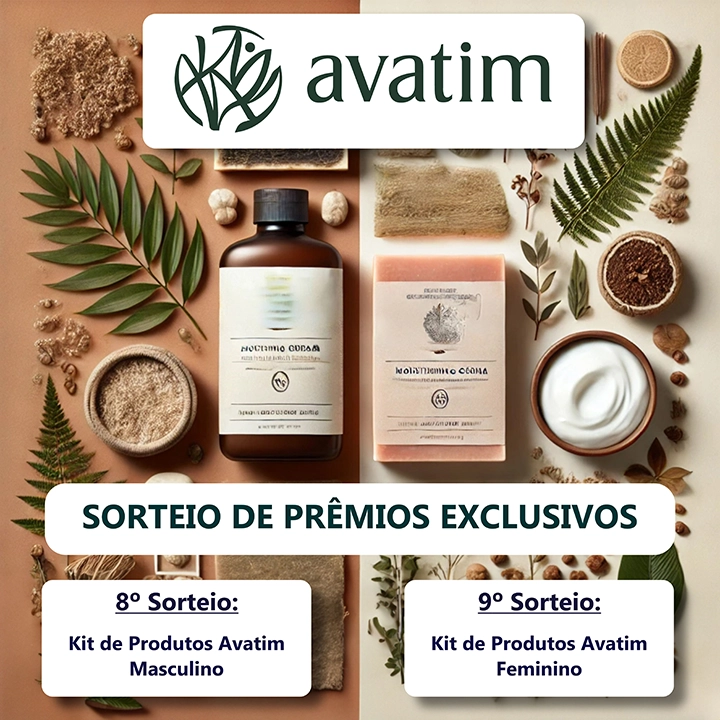 avatim
SORTEIO DE PRÊMIOS EXCLUSIVOS
8º Sorteio:
Kit de Produtos Avatim
Masculino
9º Sorteio:
Kit de Produtos Avatim
Feminino